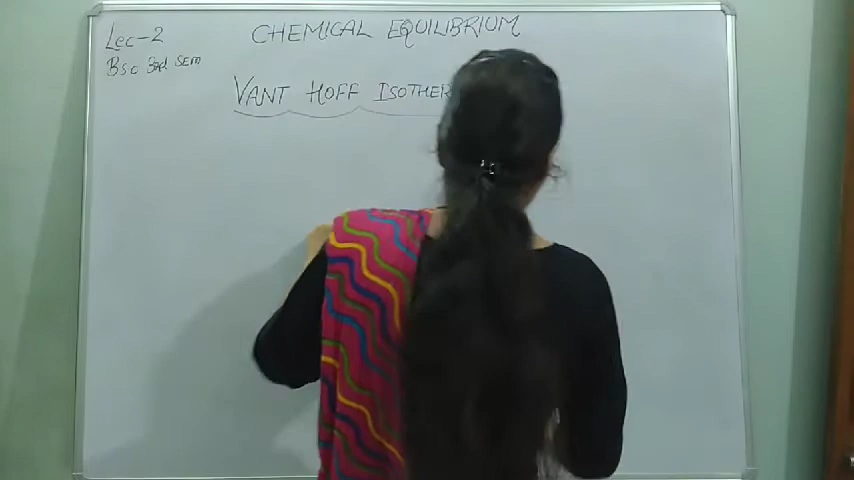 Lec-2
CHEMICAL EQUILIBRIUM
BSc 3rd SEM
VANT HOFF ISOTHER